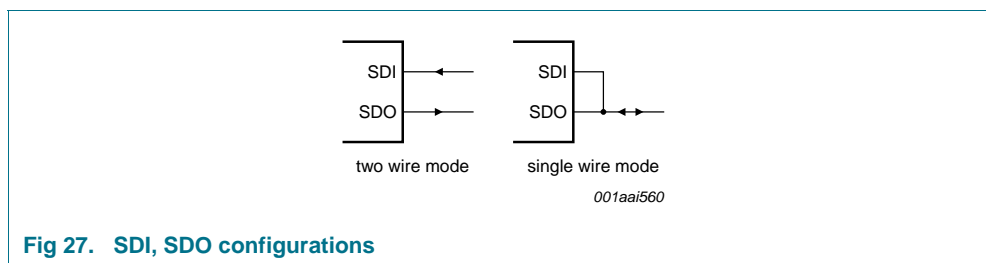 SDI
SDO
two wire mode
SDI
SDO
single wire mode
001aai560
Fig 27. SDI, SDO configurations